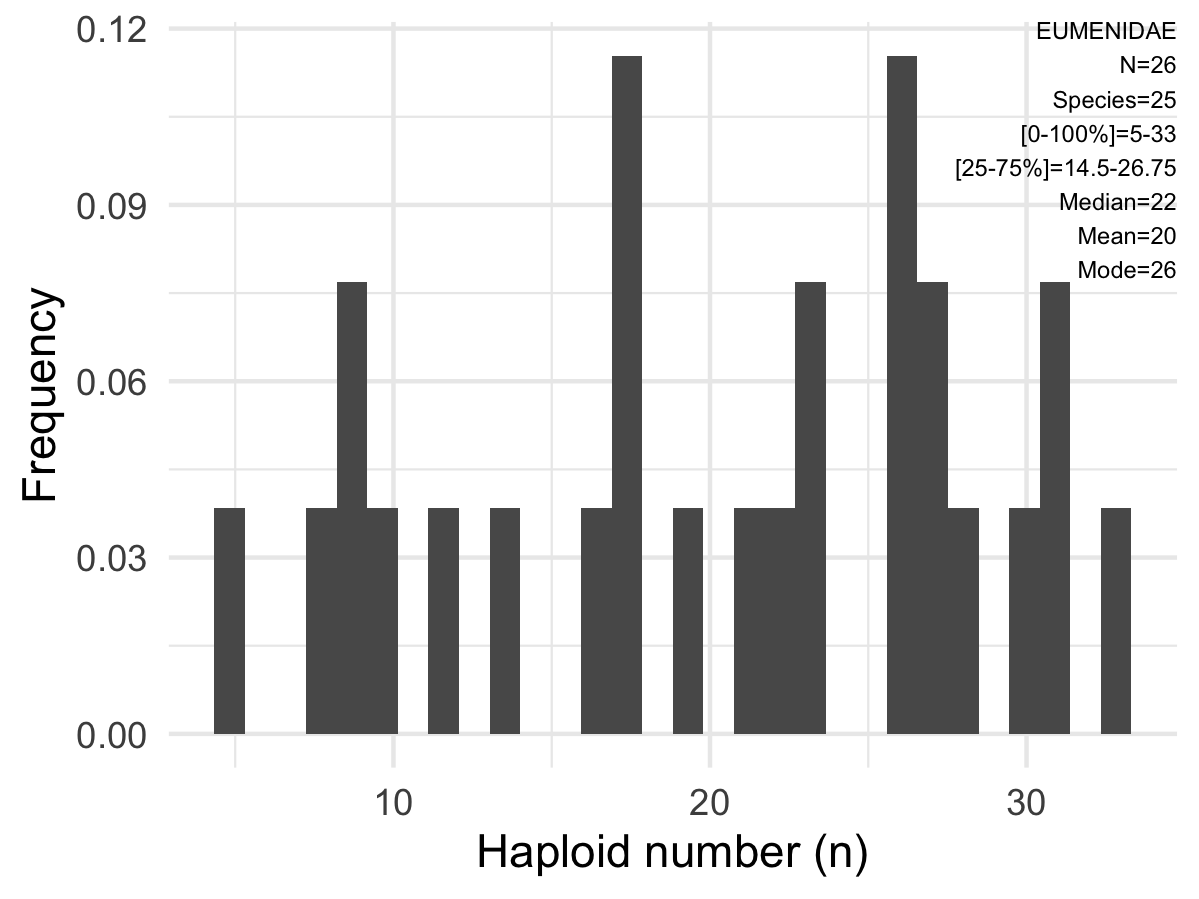 EUMENIDAE
N=26
Species=25
[0-100%]=5-33
[25-75%]=14.5-26.75
Median=22
Mean=20
Mode=26
0.12
0.09
0.06
0.03
0.00
Frequency
10 20 30
Haploid number (n)